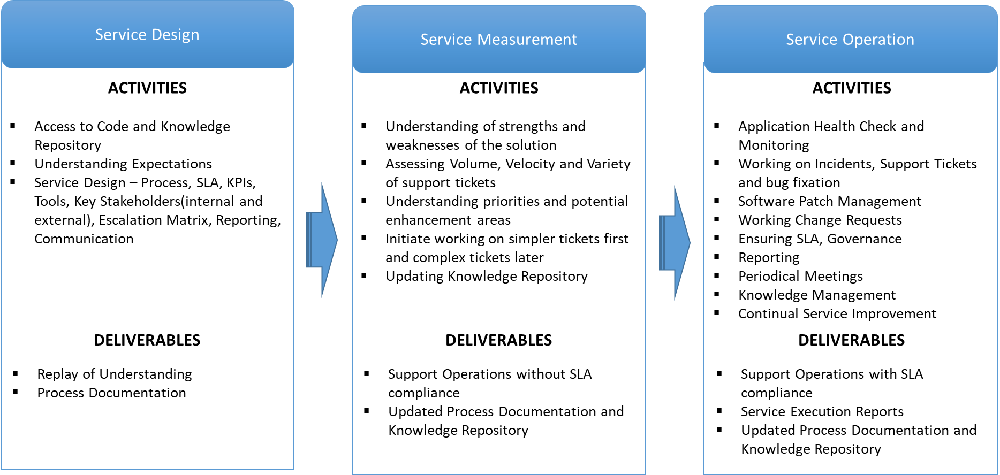 Service Design
ACTIVITIES
▪ Access to Code and Knowledge
Repository
▪ Understanding Expectations
▪ Service Design – Process, SLA, KPIs,
Tools, Key Stakeholders(internal and
external), Escalation Matrix, Reporting,
Communication
DELIVERABLES
▪ Replay of Understanding
▪ Process Documentation
Service Measurement
ACTIVITIES
▪ Understanding of strengths and
weaknesses of the solution
▪ Assessing Volume, Velocity and Variety
of support tickets
▪ Understanding priorities and potential
enhancement areas
▪ Initiate working on simpler tickets first
and complex tickets later
▪ Updating Knowledge Repository
DELIVERABLES
▪ Support Operations without SLA
compliance
▪ Updated Process Documentation and
Knowledge Repository
Service Operation
ACTIVITIES
▪ Application Health Check and
Monitoring
▪ Working on Incidents, Support Tickets
and bug fixation
▪ Software Patch Management
▪ Working Change Requests
▪ Ensuring SLA, Governance
▪ Reporting
▪ Periodical Meetings
▪ Knowledge Management
▪ Continual Service Improvement
DELIVERABLES
▪ Support Operations with SLA
compliance
▪ Service Execution Reports
▪ Updated Process Documentation and
Knowledge Repository